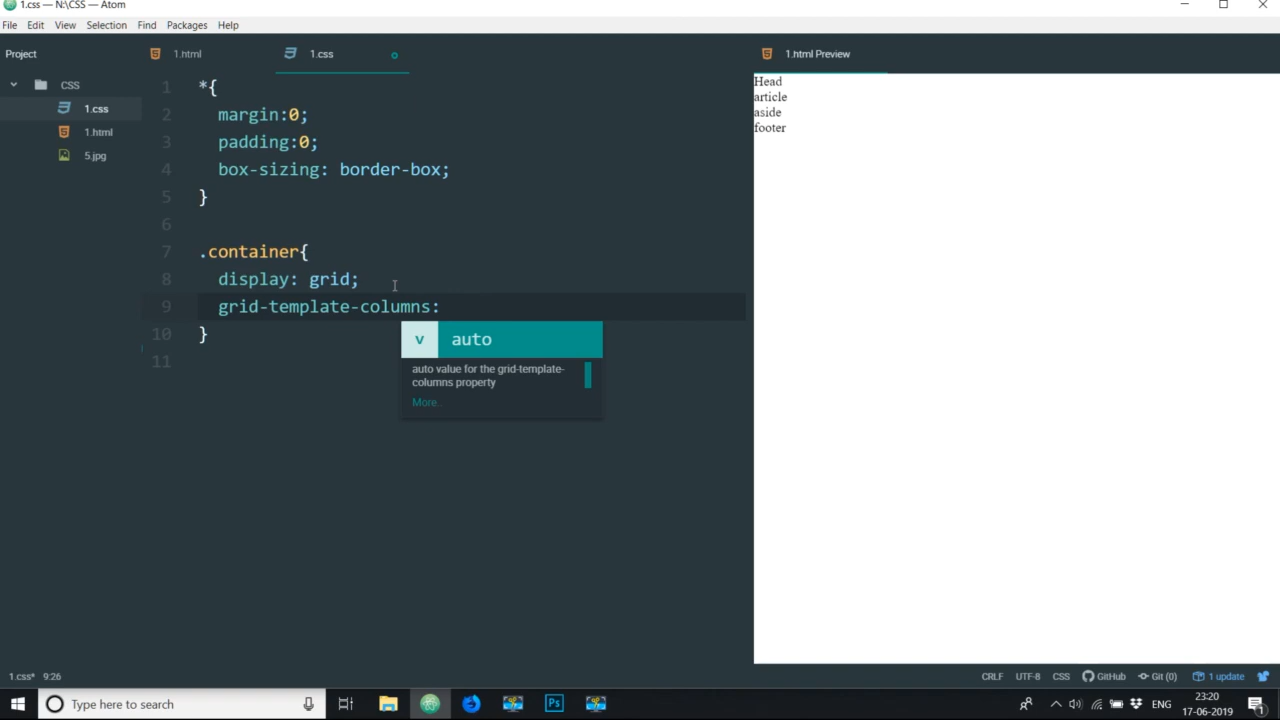 1.css — N:\CSS — Atom
File Edit View Selection Find Packages Help
Project
1.html
1.css
1.html Preview
CSS
1.css
1.html
5.jpg
1 *{
2 margin:0;
3 padding:0;
4 box-sizing: border-box;
5 }
6
7 .container{
8 display: grid;
9 grid-template-columns:
10 }
11
v auto
auto value for the grid-template-
columns property
More..
Head
article
aside
footer
1.css* 9:26
CRLF UTF-8 CSS GitHub Git (0) 1 update
Type here to search
Ps
ENG
23:20
17-06-2019
1